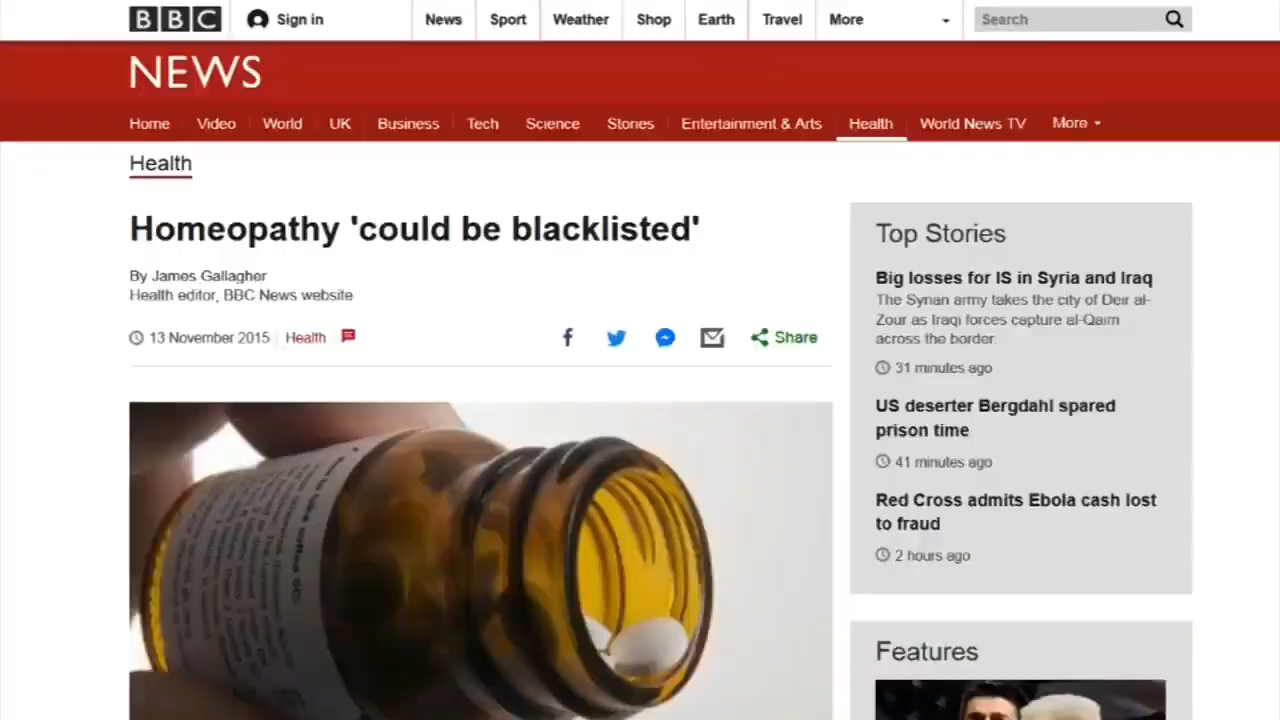 BBC Sign in News Sport Weather Shop Earth Travel More Search
NEWS
Home Video World UK Business Tech Science Stories Entertainment & Arts Health World News TV More
Health
Homeopathy 'could be blacklisted'
By James Gallagher
Health editor, BBC News website
13 November 2015 Health
Share
Top Stories
Big losses for IS in Syria and Iraq
The Syrian army takes the city of Deir al-
Zour as Iraqi forces capture al-Qaim
across the border.
31 minutes ago
US deserter Bergdahl spared
prison time
41 minutes ago
Red Cross admits Ebola cash lost
to fraud
2 hours ago
Features